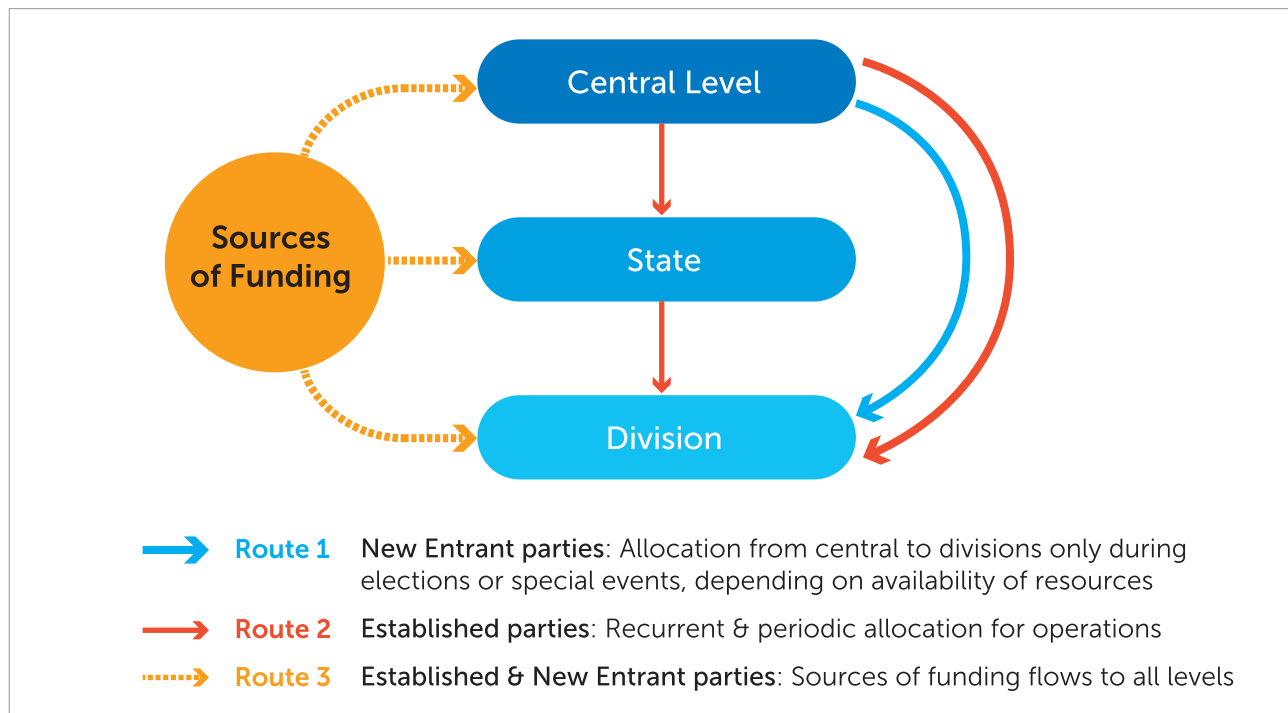 Central Level
Sources
of Funding
State
Division
Route 1 New Entrant parties: Allocation from central to divisions only during
elections or special events, depending on availability of resources
Route 2 Established parties: Recurrent & periodic allocation for operations
Route 3 Established & New Entrant parties: Sources of funding flows to all levels